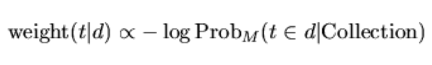 weight(t|d) ∝ − log Prob_M(t ∈ d|Collection)